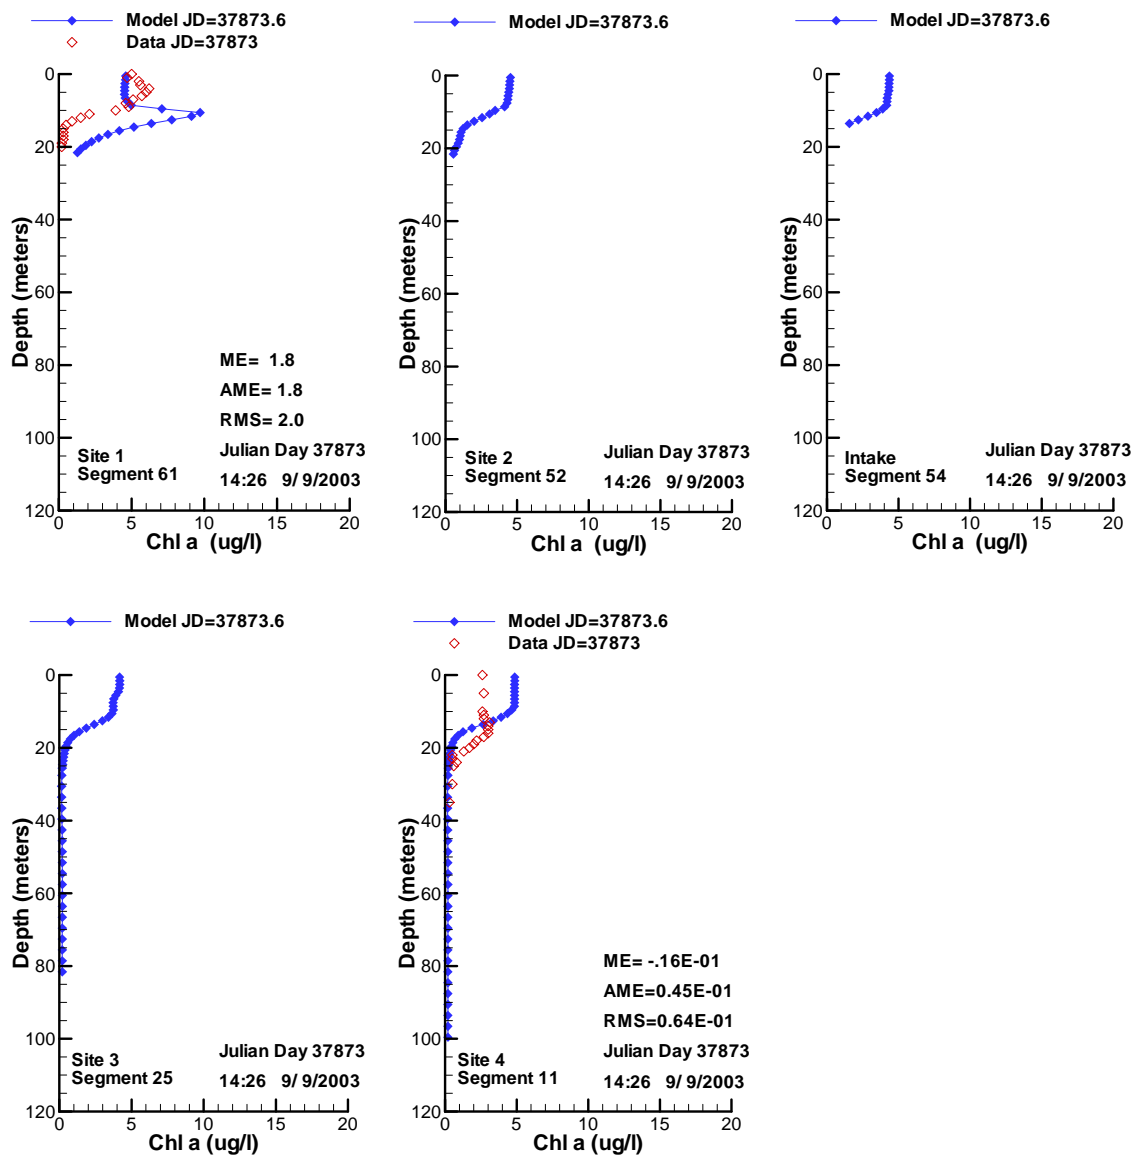 Model JD=37873.6
Data JD=37873
0
20
40
60
80
100
120
Depth (meters)
ME= 1.8
AME= 1.8
RMS= 2.0
Site 1
Segment 61
Julian Day 37873
14:26 9/ 9/2003
0 5 10 15 20
Chl a (ug/l)
Model JD=37873.6
0
20
40
60
80
100
120
Depth (meters)
Site 2
Segment 52
Julian Day 37873
14:26 9/ 9/2003
0 5 10 15 20
Chl a (ug/l)
Model JD=37873.6
0
20
40
60
80
100
120
Depth (meters)
Intake
Segment 54
Julian Day 37873
14:26 9/ 9/2003
0 5 10 15 20
Chl a (ug/l)
Model JD=37873.6
0
20
40
60
80
100
120
Depth (meters)
Site 3
Segment 25
Julian Day 37873
14:26 9/ 9/2003
0 5 10 15 20
Chl a (ug/l)
Model JD=37873.6
Data JD=37873
0
20
40
60
80
100
120
Depth (meters)
ME= -.16E-01
AME=0.45E-01
RMS=0.64E-01
Site 4
Segment 11
Julian Day 37873
14:26 9/ 9/2003
0 5 10 15 20
Chl a (ug/l)